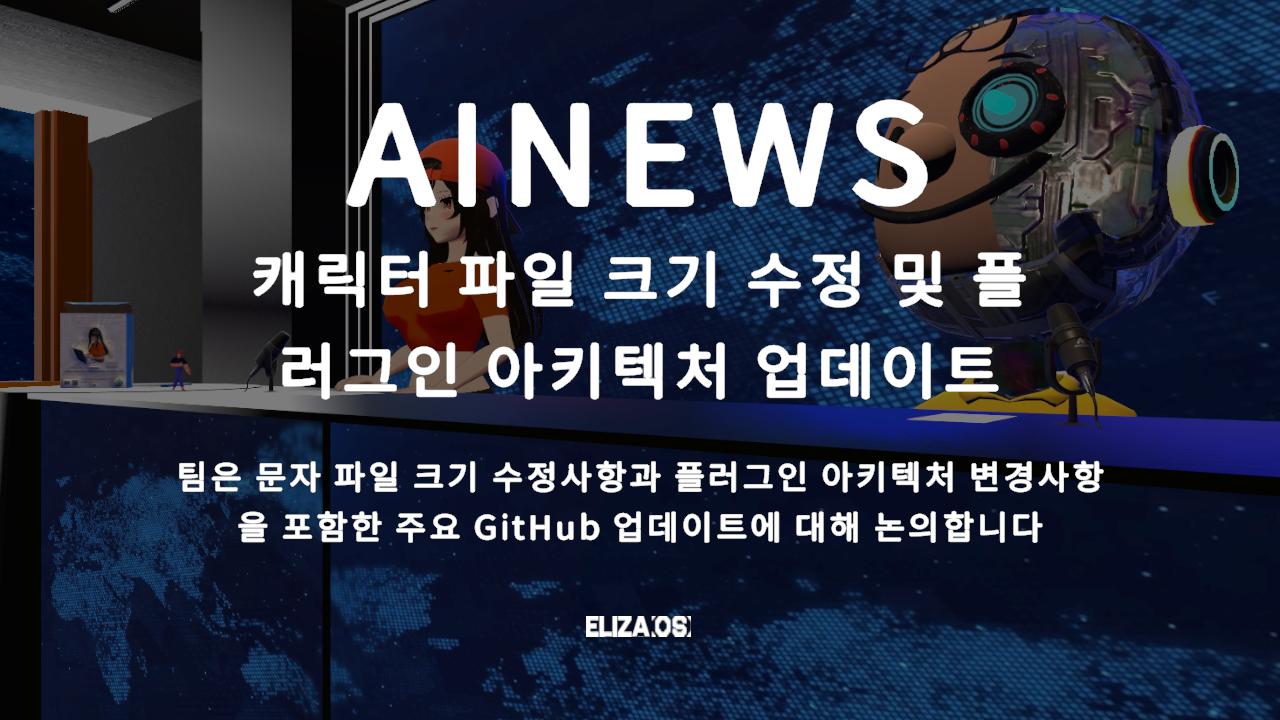 AINEWS
캐릭터 파일 크기 수정 및 플
러그인 아키텍처 업데이트
팀은 문자 파일 크기 수정사항과 플러그인 아키텍처 변경사항
을 포함한 주요 GitHub 업데이트에 대해 논의합니다
ELIZA[OS]